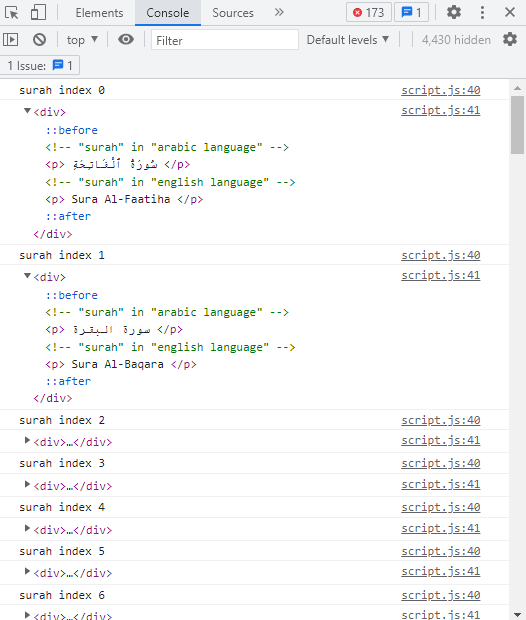 Elements Console Sources » 173 1
top ▼ Filter Default levels ▼ 4,430 hidden
1 Issue: 1
surah index 0 script.js:40
▼<div> script.js:41
::before
<!-- "surah" in "arabic language" -->
<p> سُورَةُ ٱلْفَاتِحَةِ </p>
<!-- "surah" in "english language" -->
<p> Sura Al-Faatiha </p>
::after
</div>
surah index 1 script.js:40
▼<div> script.js:41
::before
<!-- "surah" in "arabic language" -->
<p> سورة البقرة </p>
<!-- "surah" in "english language" -->
<p> Sura Al-Baqara </p>
::after
</div>
surah index 2 script.js:40
▶<div>…</div> script.js:41
surah index 3 script.js:40
▶<div>…</div> script.js:41
surah index 4 script.js:40
▶<div>…</div> script.js:41
surah index 5 script.js:40
▶<div>…</div> script.js:41
surah index 6 script.js:40
▶<div>…</div> script.js:41